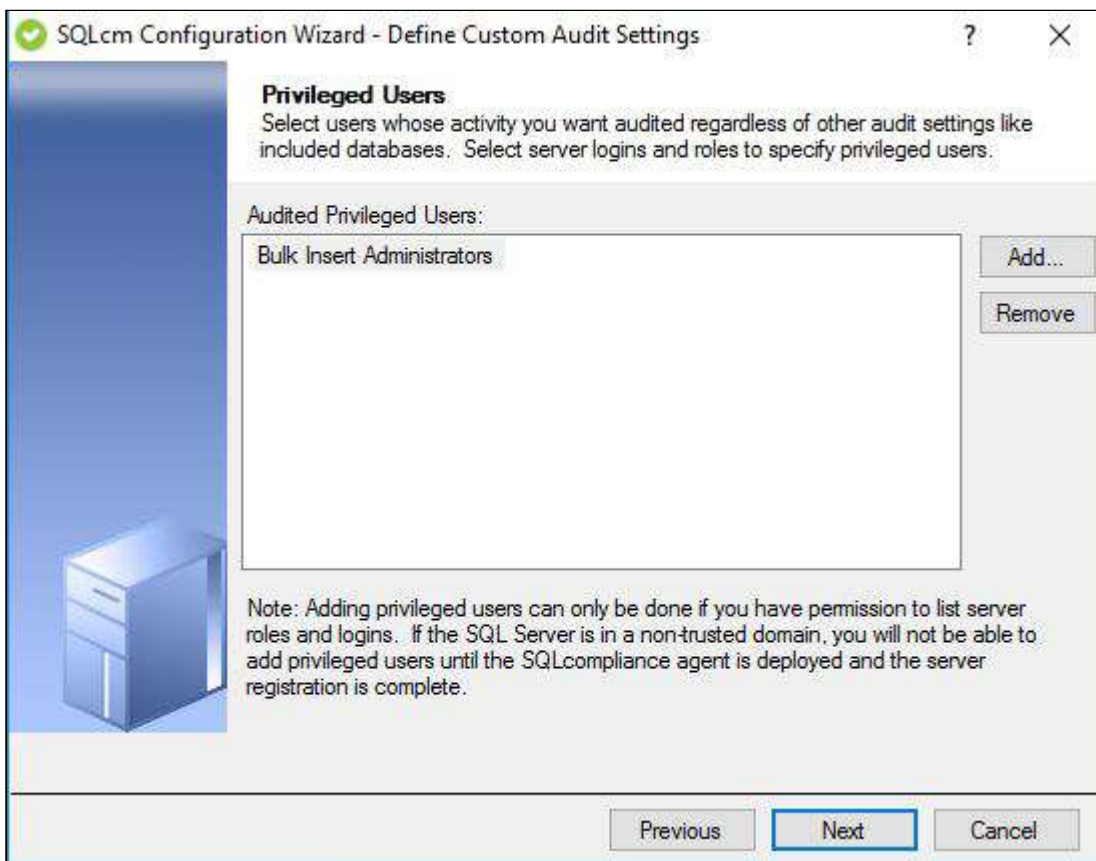 SQLcm Configuration Wizard - Define Custom Audit Settings
?
Privileged Users
Select users whose activity you want audited regardless of other audit settings like
included databases. Select server logins and roles to specify privileged users.
Audited Privileged Users:
Bulk Insert Administrators
Add...
Remove
Note: Adding privileged users can only be done if you have permission to list server
roles and logins. If the SQL Server is in a non-trusted domain, you will not be able to
add privileged users until the SQLcompliance agent is deployed and the server
registration is complete.
Previous
Next
Cancel